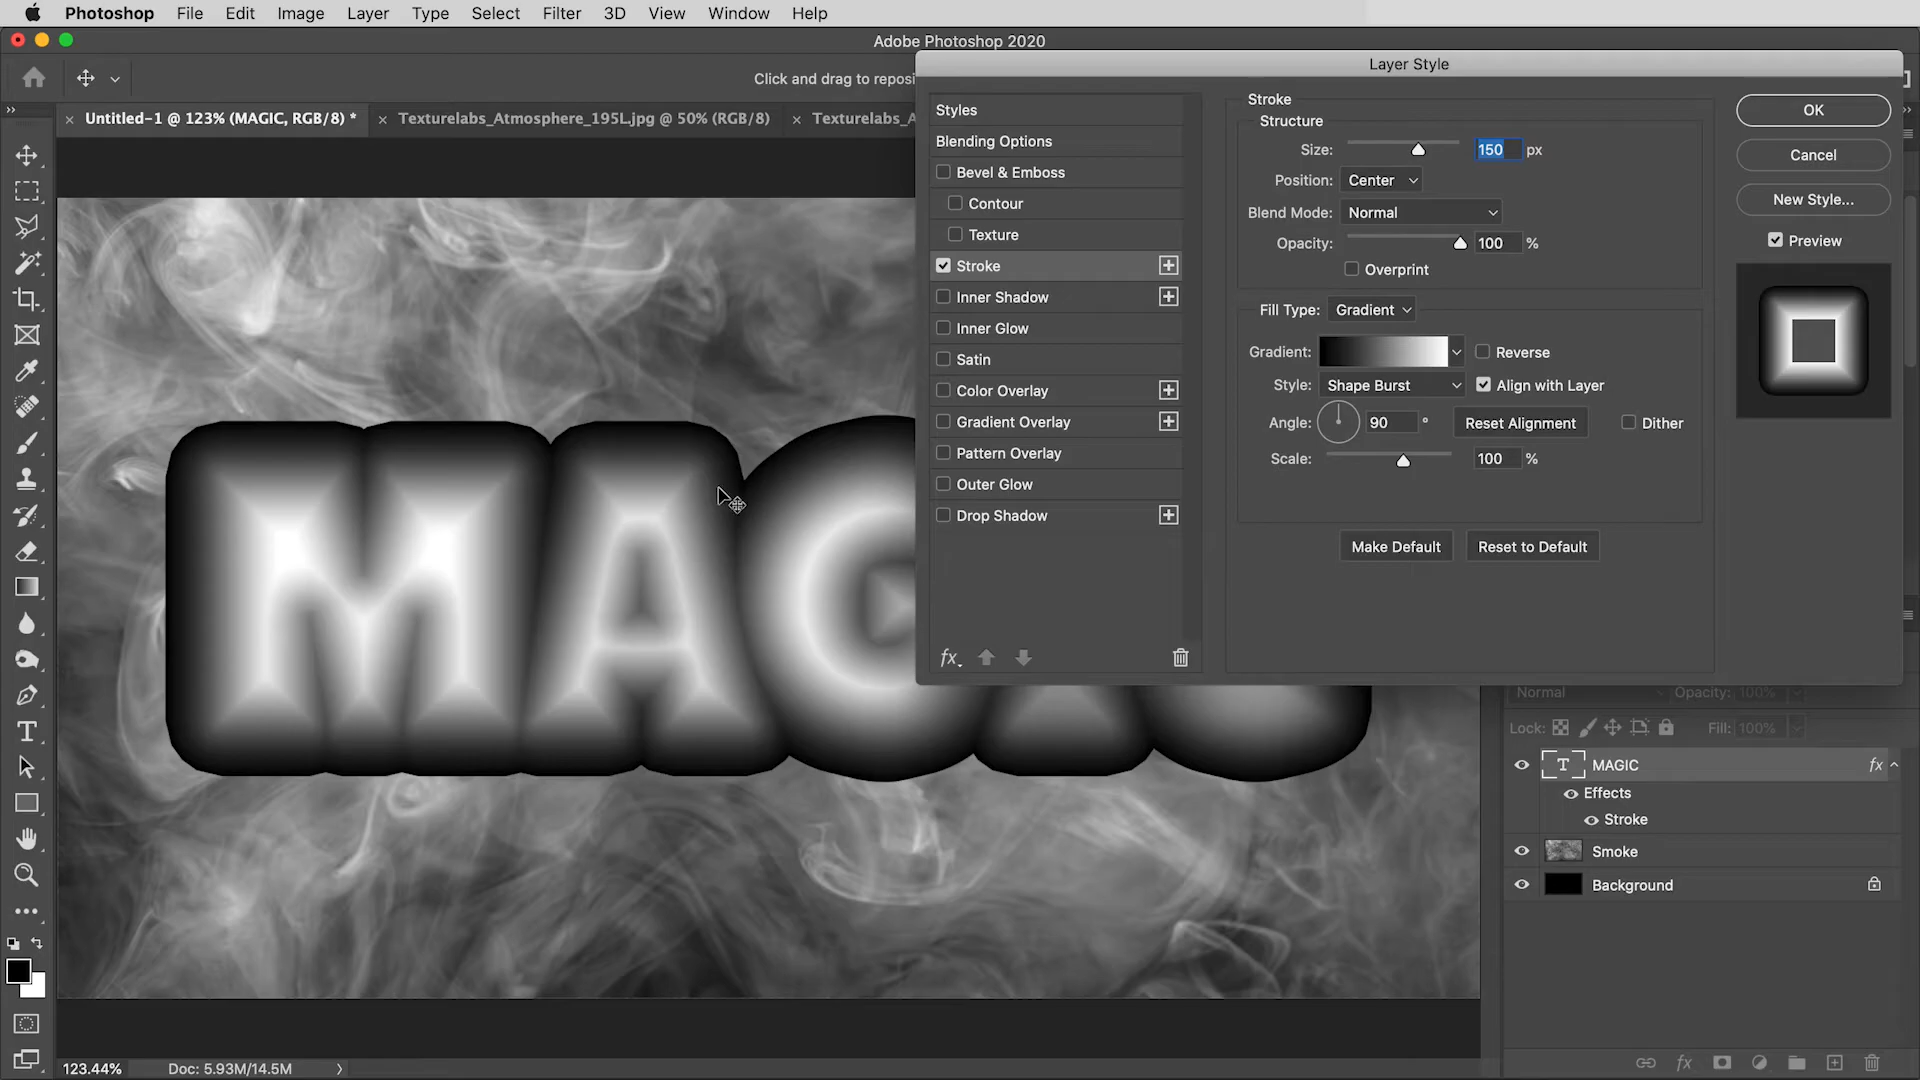 Photoshop File Edit Image Layer Type Select Filter 3D View Window Help
Adobe Photoshop 2020
Click and drag to reposi
Layer Style
Untitled-1 @ 123% (MAGIC, RGB/8) *
Texturelabs_Atmosphere_195L.jpg @ 50% (RGB/8)
Texturelabs_A
Styles
Blending Options
Bevel & Emboss
Contour
Texture
Stroke
Inner Shadow
Inner Glow
Satin
Color Overlay
Gradient Overlay
Pattern Overlay
Outer Glow
Drop Shadow
fx
Stroke
Structure
Size: 150 px
Position: Center
Blend Mode: Normal
Opacity: 100 %
Overprint
Fill Type: Gradient
Gradient: Reverse
Style: Shape Burst Align with Layer
Angle: 90 ° Reset Alignment Dither
Scale: 100 %
Make Default Reset to Default
OK
Cancel
New Style...
Preview
MAGIC
Normal Opacity: 100%
Lock: Fill: 100%
T MAGIC fx
Effects
Stroke
Smoke
Background
fx
123.44% Doc: 5.93M/14.5M